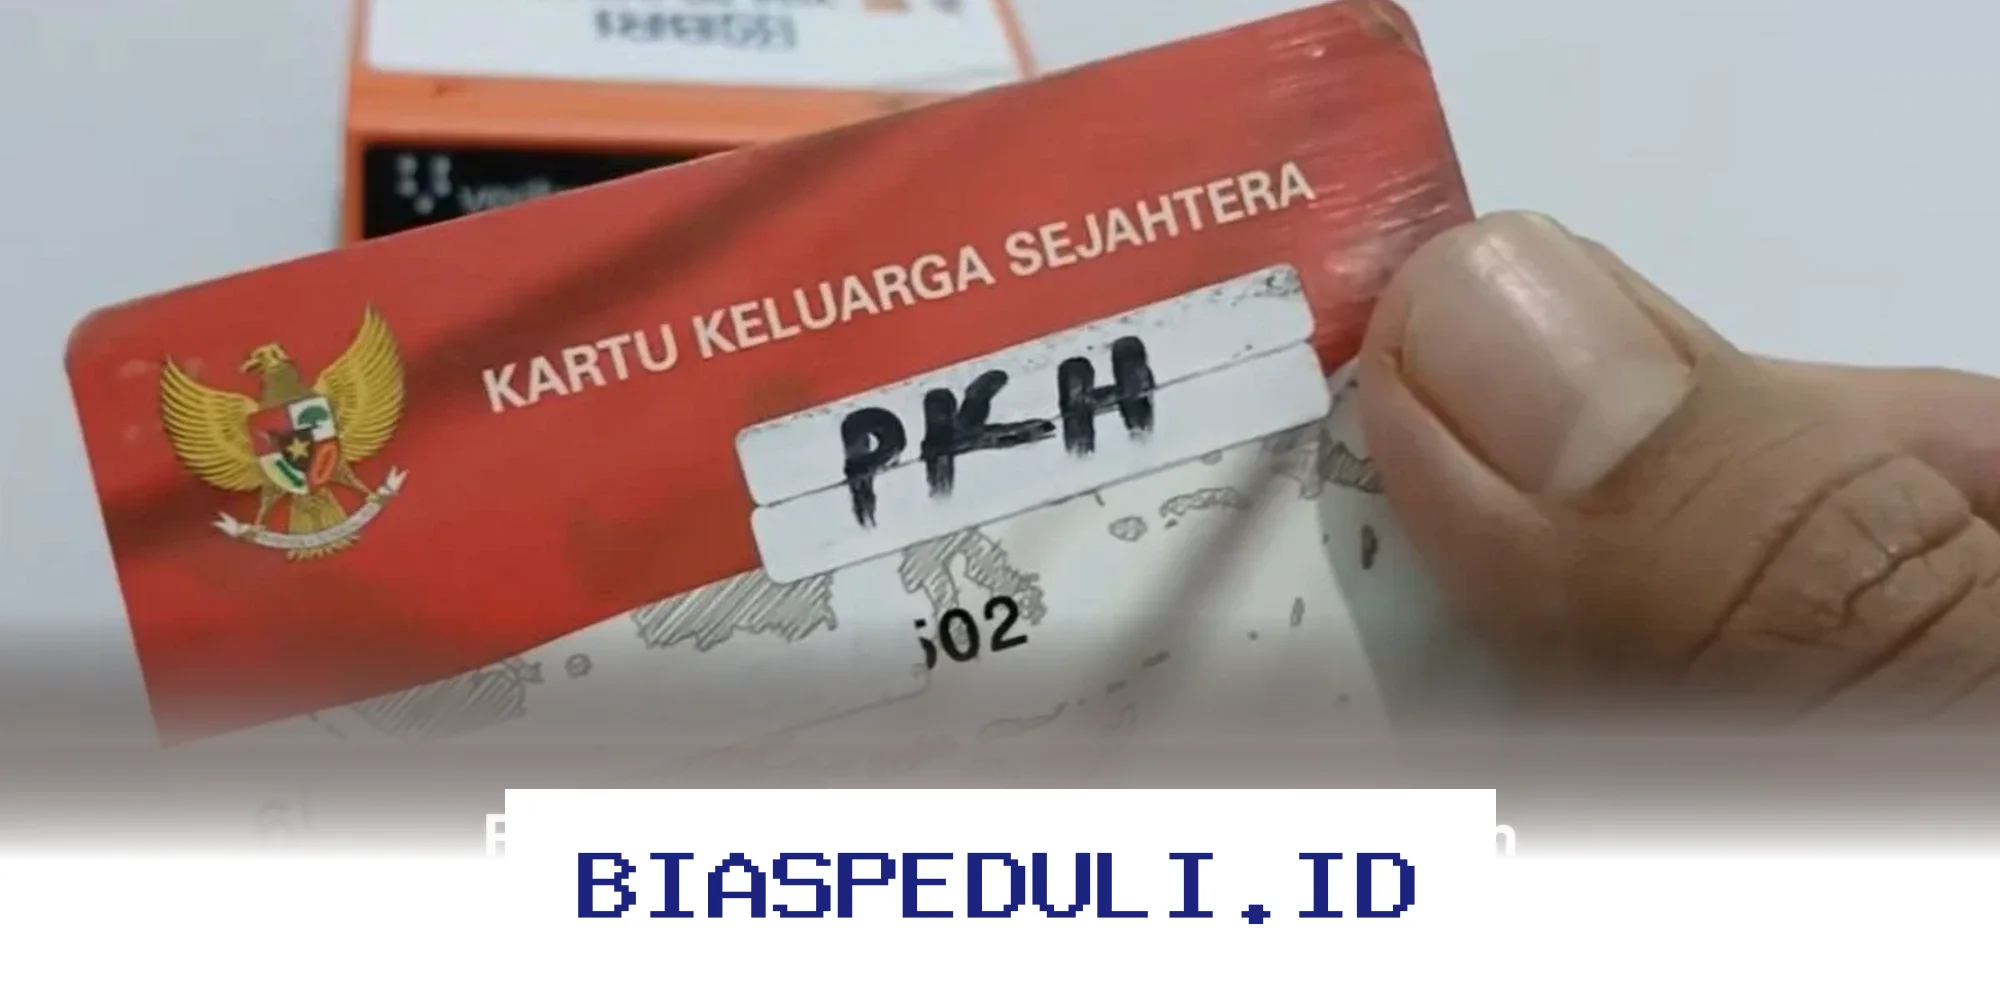 KARTU KELUARGA SEJAHTERA
PKH
502
BIASPEDULI.ID